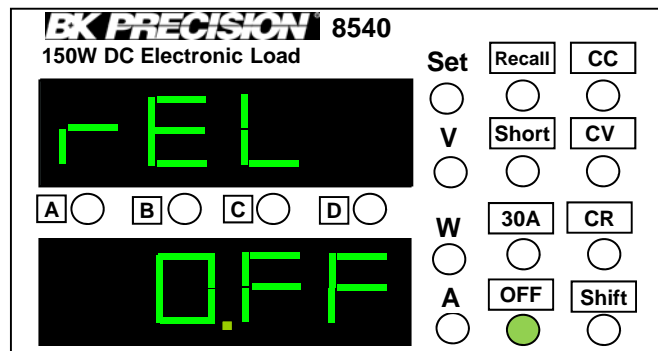 BK PRECISION® 8540
150W DC Electronic Load
Set Recall CC
rEL
V Short CV
A B C D
W 30A CR
0.FF
A OFF Shift